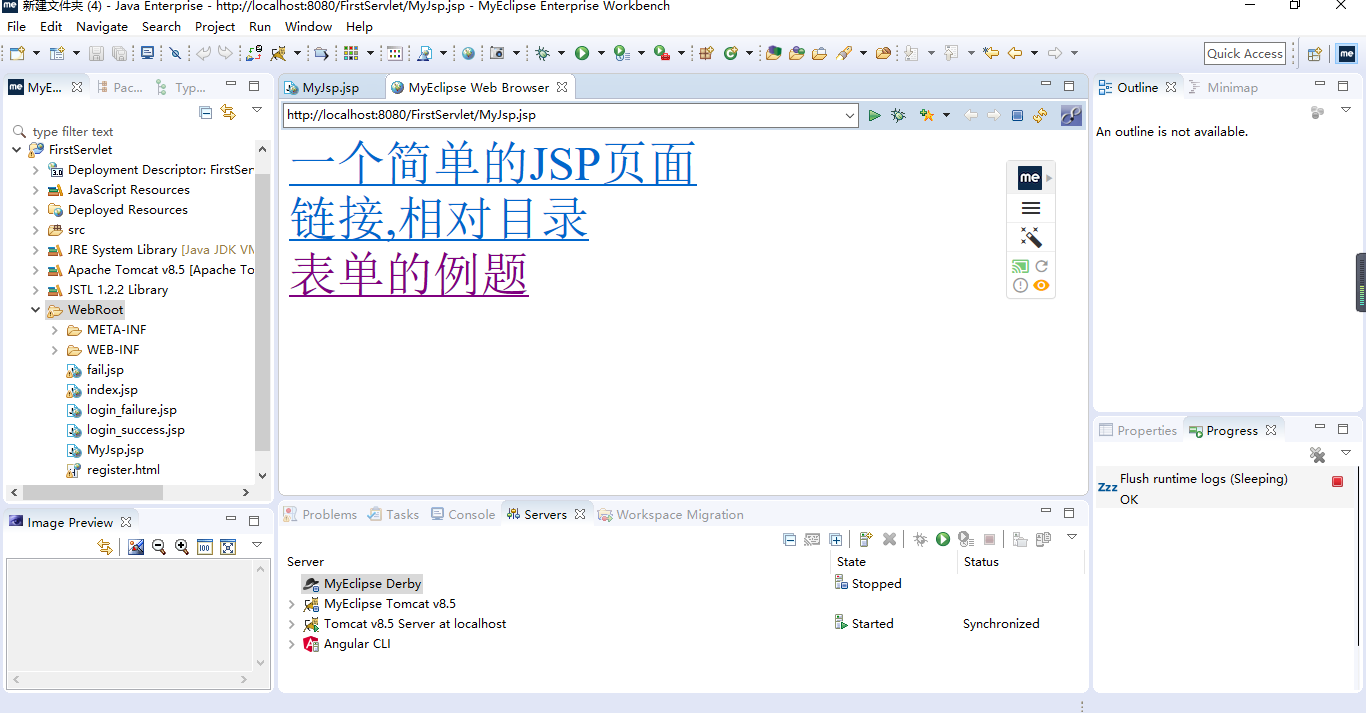 新建文件夹 (4) - Java Enterprise - http://localhost:8080/FirstServlet/MyJsp.jsp - MyEclipse Enterprise Workbench
File Edit Navigate Search Project Run Window Help
Quick Access
MyE... Pac... Typ...
type filter text
FirstServlet
Deployment Descriptor: FirstSer
JavaScript Resources
Deployed Resources
src
JRE System Library [Java JDK VM
Apache Tomcat v8.5 [Apache To
JSTL 1.2.2 Library
WebRoot
META-INF
WEB-INF
fail.jsp
index.jsp
login_failure.jsp
login_success.jsp
MyJsp.jsp
register.html
Image Preview
MyJsp.jsp MyEclipse Web Browser
http://localhost:8080/FirstServlet/MyJsp.jsp
一个简单的JSP页面
链接,相对目录
表单的例题
me
Problems Tasks Console Servers Workspace Migration
Server State Status
MyEclipse Derby Stopped
MyEclipse Tomcat v8.5
Tomcat v8.5 Server at localhost Started Synchronized
Angular CLI
Outline Minimap
An outline is not available.
Properties Progress
Flush runtime logs (Sleeping)
OK